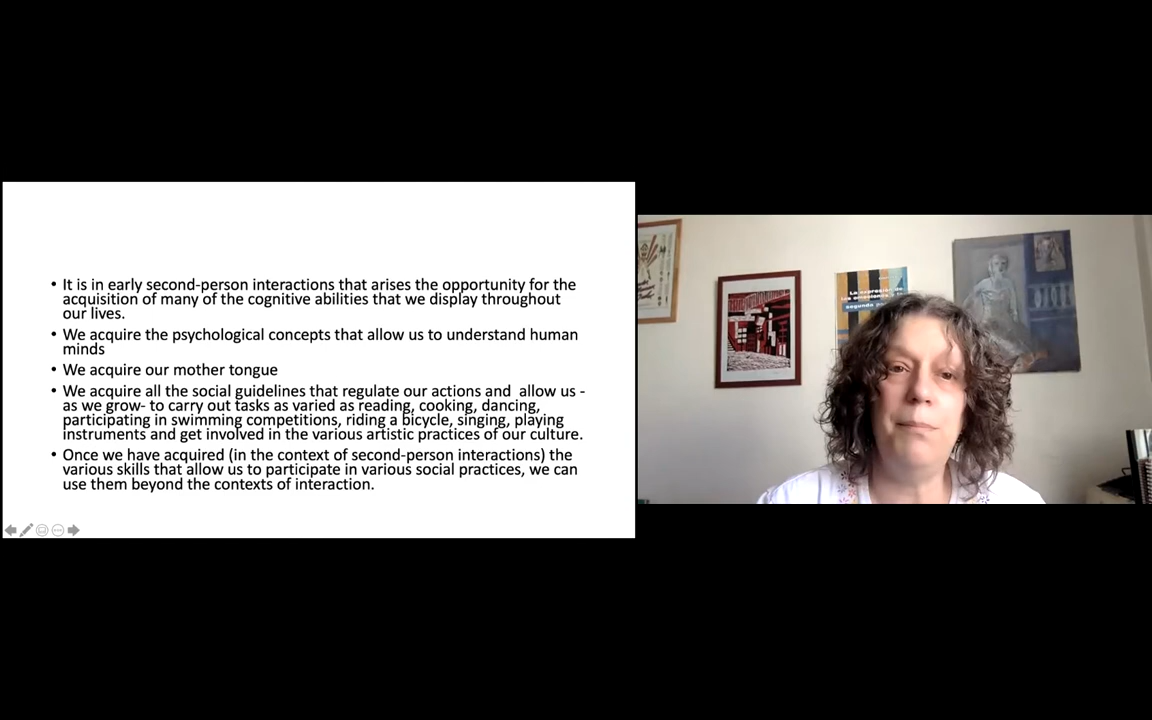 • It is in early second-person interactions that arises the opportunity for the
acquisition of many of the cognitive abilities that we display throughout
our lives.
• We acquire the psychological concepts that allow us to understand human
minds
• We acquire our mother tongue
• We acquire all the social guidelines that regulate our actions and  allow us -
as we grow- to carry out tasks as varied as reading, cooking, dancing,
participating in swimming competitions, riding a bicycle, singing, playing
instruments and get involved in the various artistic practices of our culture.
• Once we have acquired (in the context of second-person interactions) the
various skills that allow us to participate in various social practices, we can
use them beyond the contexts of interaction.
La expresión de
las emociones
segunda